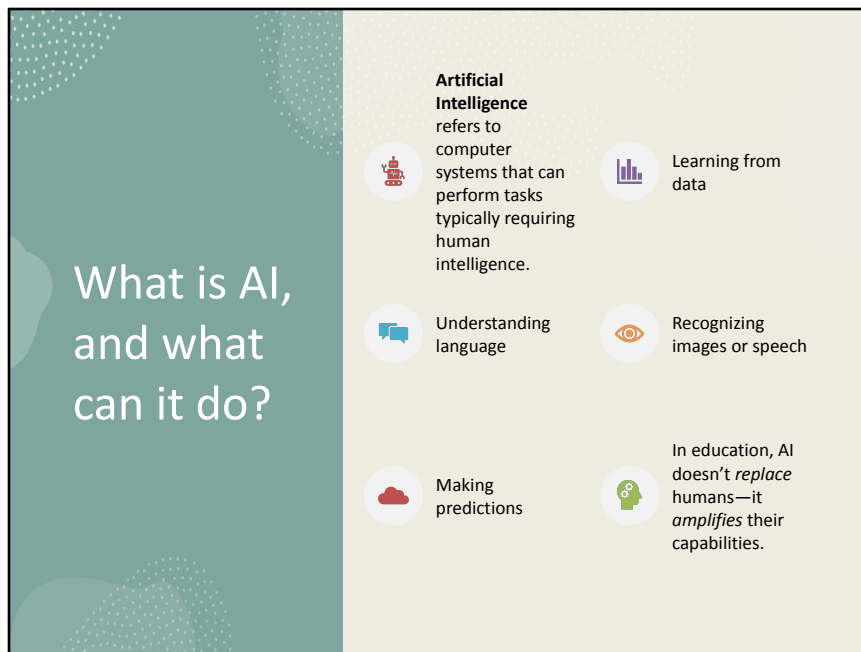 What is AI,
and what
can it do?
Artificial
Intelligence
refers to
computer
systems that can
perform tasks
typically requiring
human
intelligence.
Learning from
data
Understanding
language
Recognizing
images or speech
Making
predictions
In education, AI
doesn’t replace
humans—it
amplifies their
capabilities.